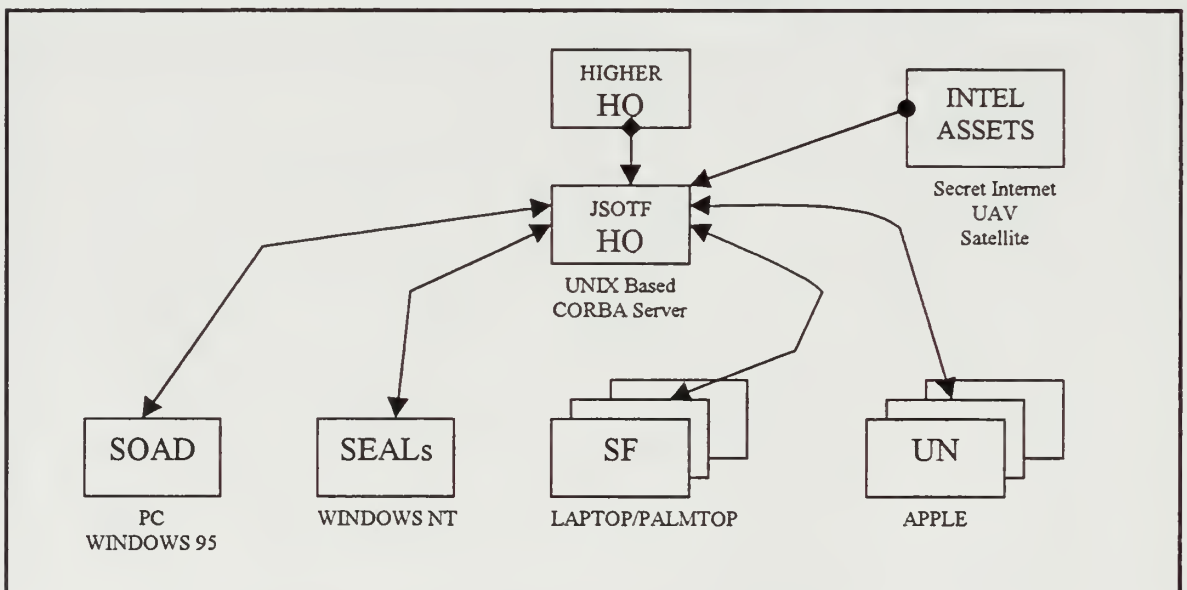 HIGHER
HQ
INTEL
ASSETS
Secret Internet
UAV
Satellite
JSOTF
HQ
UNIX Based
CORBA Server
SOAD
SEALs
SF
UN
PC
WINDOWS 95
WINDOWS NT
LAPTOP/PALMTOP
APPLE